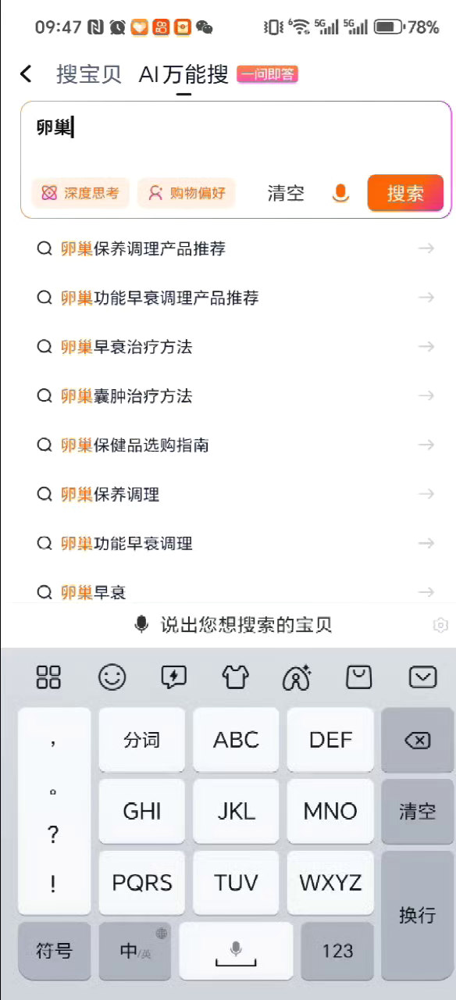 09:47 6 5G 5G 78%
搜宝贝 AI万能搜 一问即答
卵巢
深度思考 购物偏好 清空 搜索
卵巢保养调理产品推荐
卵巢功能早衰调理产品推荐
卵巢早衰治疗方法
卵巢囊肿治疗方法
卵巢保健品选购指南
卵巢保养调理
卵巢功能早衰调理
卵巢早衰
说出您想搜索的宝贝
, 分词 ABC DEF
。
? GHI JKL MNO 清空
! PQRS TUV WXYZ 换行
符号 中/英 123